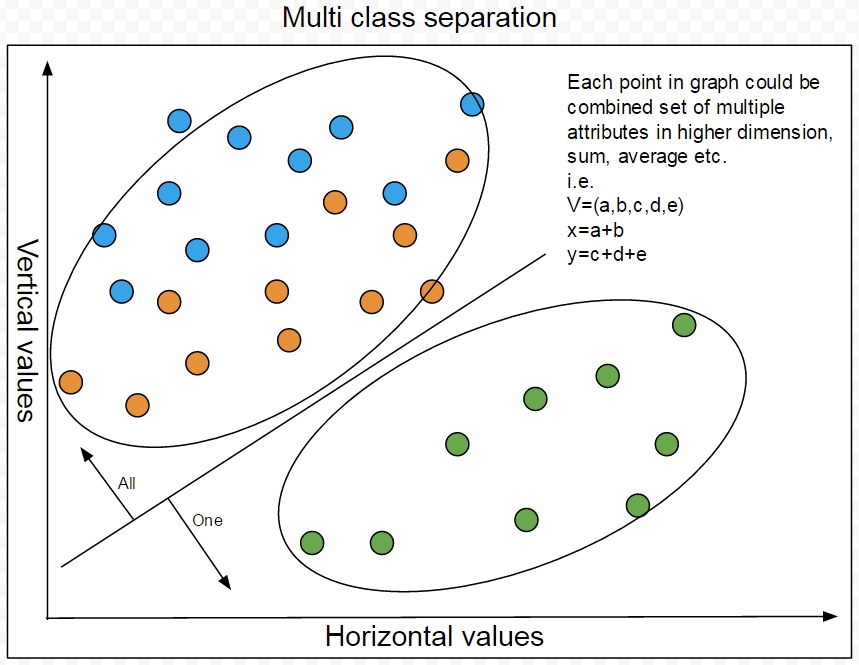 Multi class separation
Each point in graph could be
combined set of multiple
attributes in higher dimension,
sum, average etc.
i.e.
V=(a,b,c,d,e)
x=a+b
y=c+d+e
Vertical values
All
One
Horizontal values